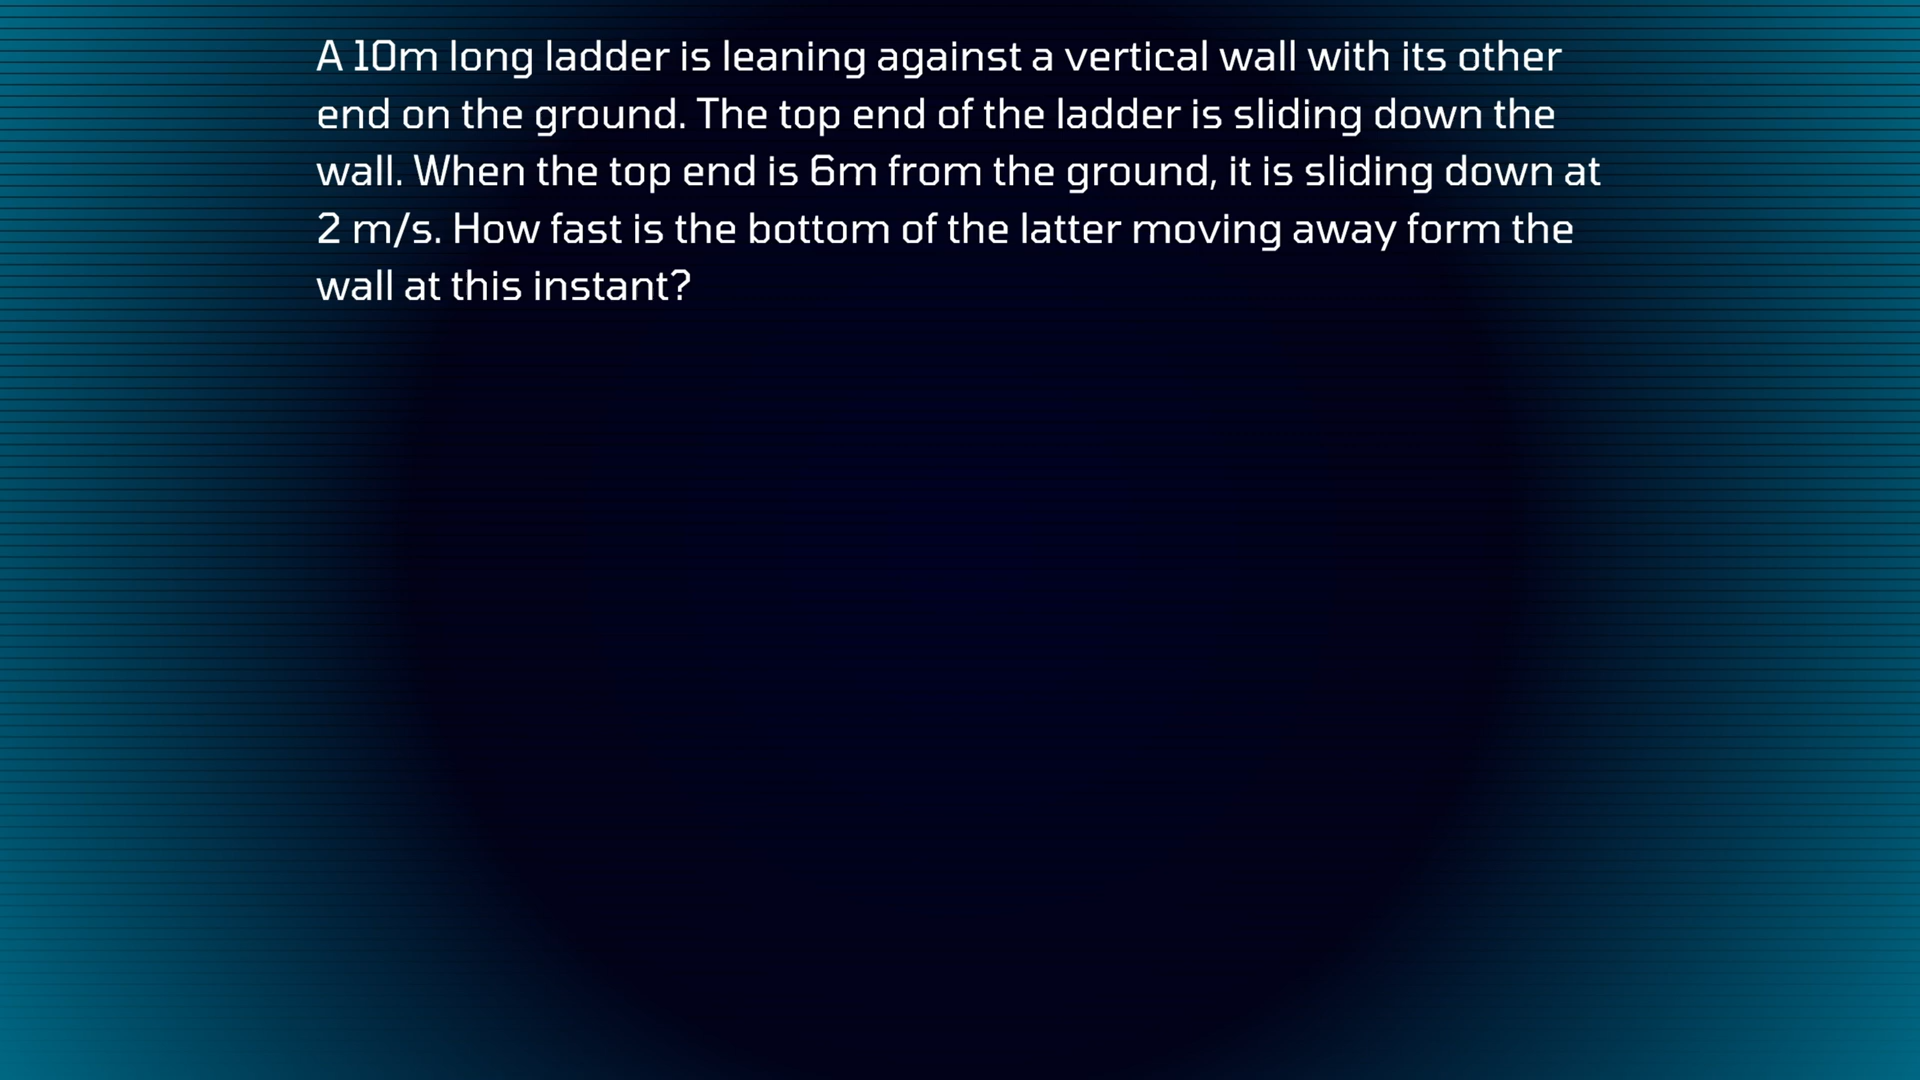 A 10m long ladder is leaning against a vertical wall with its other
end on the ground. The top end of the ladder is sliding down the
wall. When the top end is 6m from the ground, it is sliding down at
2 m/s. How fast is the bottom of the latter moving away form the
wall at this instant?